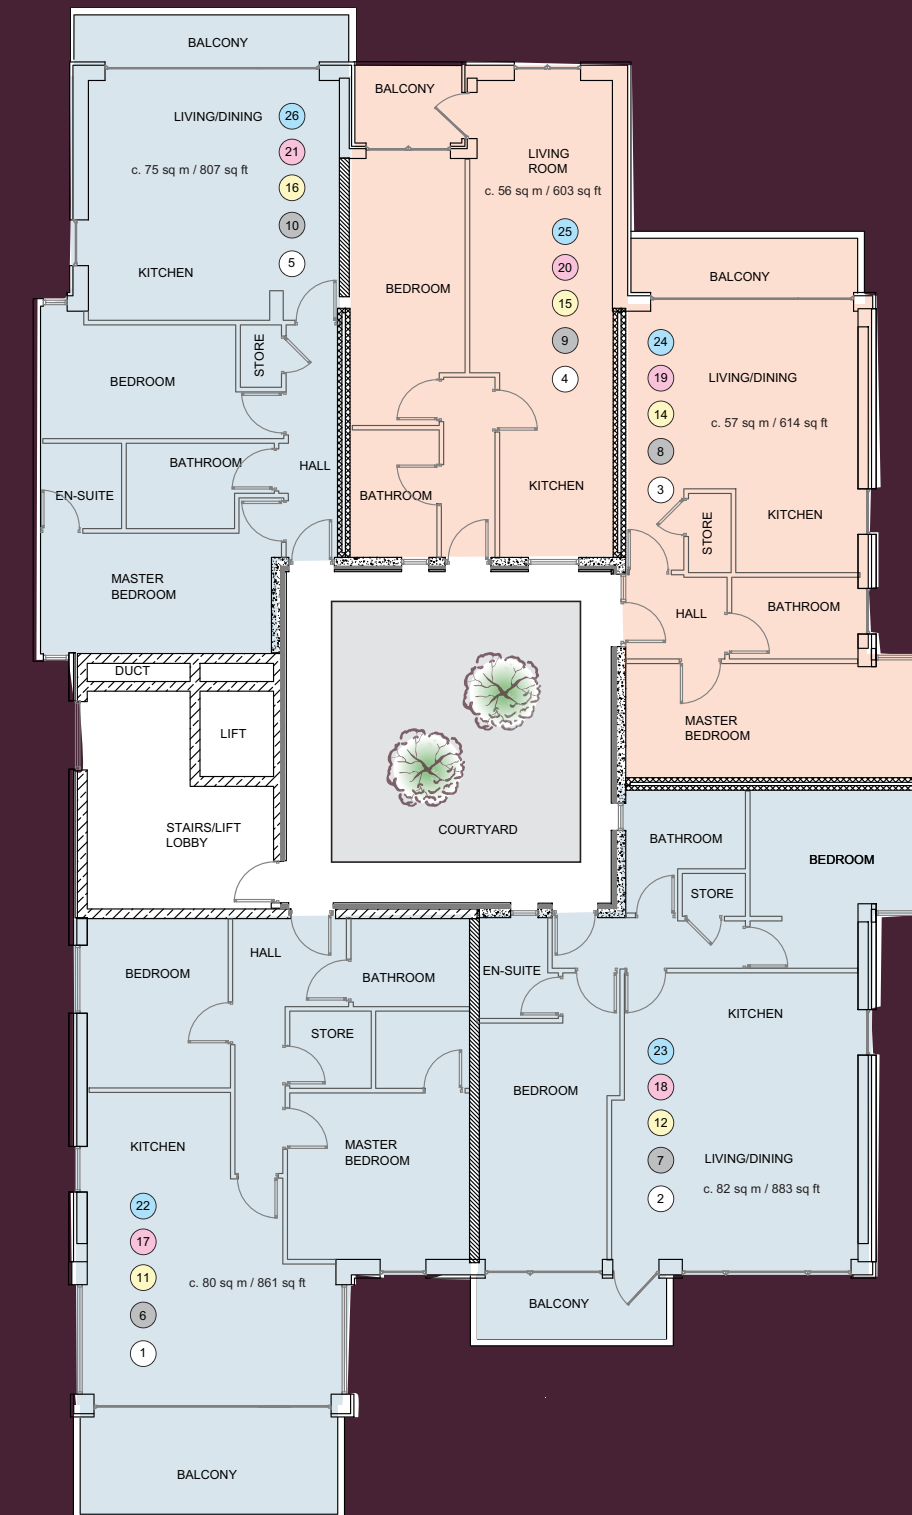 BALCONY
LIVING/DINING
26
21
c. 75 sq m / 807 sq ft
16
10
5
KITCHEN
BALCONY
LIVING
ROOM
c. 56 sq m / 603 sq ft
25
20
15
9
4
BEDROOM
BALCONY
24
19
LIVING/DINING
14
c. 57 sq m / 614 sq ft
8
3
STORE
KITCHEN
BEDROOM
STORE
BATHROOM
HALL
EN-SUITE
BATHROOM
KITCHEN
MASTER
BEDROOM
HALL
BATHROOM
MASTER
BEDROOM
DUCT
LIFT
STAIRS/LIFT
LOBBY
COURTYARD
BATHROOM
BEDROOM
STORE
HALL
BEDROOM
BATHROOM
EN-SUITE
STORE
KITCHEN
BEDROOM
23
18
12
7
2
LIVING/DINING
c. 82 sq m / 883 sq ft
KITCHEN
MASTER
BEDROOM
22
17
11
c. 80 sq m / 861 sq ft
6
1
BALCONY
BALCONY